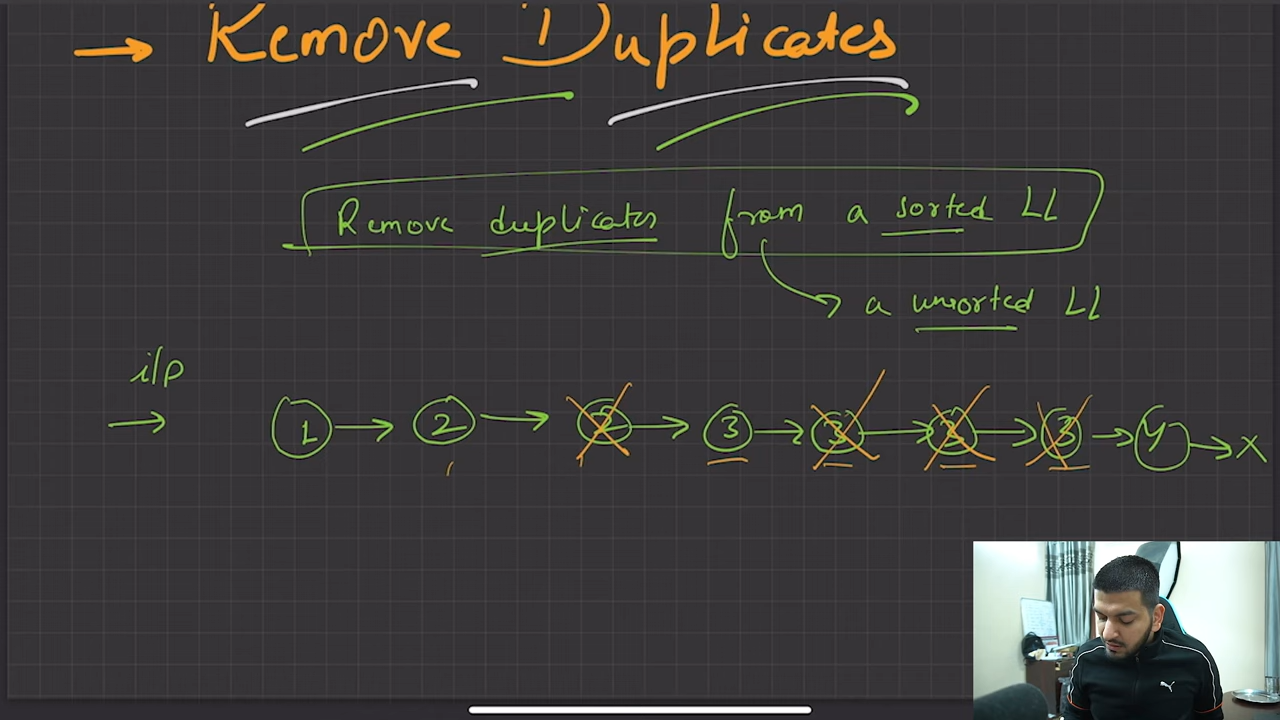 → Remove Duplicates
Remove duplicates from a sorted LL
→ a unsorted LL
i/p
→ 1 → 2 → 2 → 3 → 3 → 3 → 3 → 4 → X